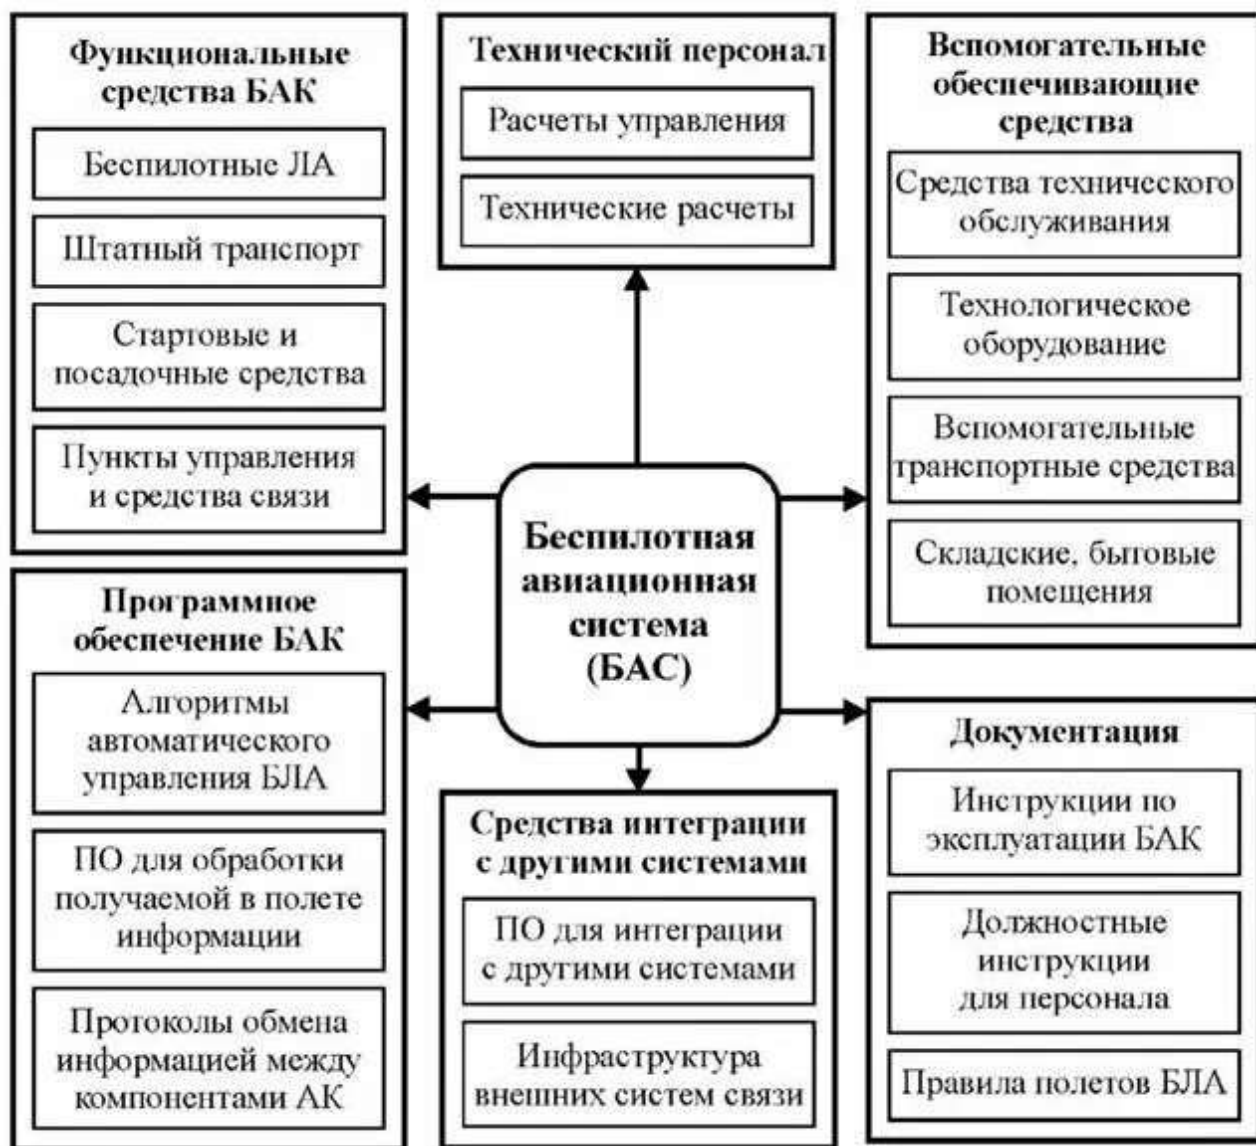 Функциональные
средства БАК
Беспилотные ЛА
Штатный транспорт
Стартовые и
посадочные средства
Пункты управления
и средства связи
Технический персонал
Расчеты управления
Технические расчеты
Вспомогательные
обеспечивающие
средства
Средства технического
обслуживания
Технологическое
оборудование
Вспомогательные
транспортные средства
Складские, бытовые
помещения
Беспилотная
авиационная
система
(БАС)
Программное
обеспечение БАК
Алгоритмы
автоматического
управления БЛА
ПО для обработки
получаемой в полете
информации
Протоколы обмена
информацией между
компонентами АК
Средства интеграции
с другими системами
ПО для интеграции
с другими системами
Инфраструктура
внешних систем связи
Документация
Инструкции по
эксплуатации БАК
Должностные
инструкции
для персонала
Правила полетов БЛА